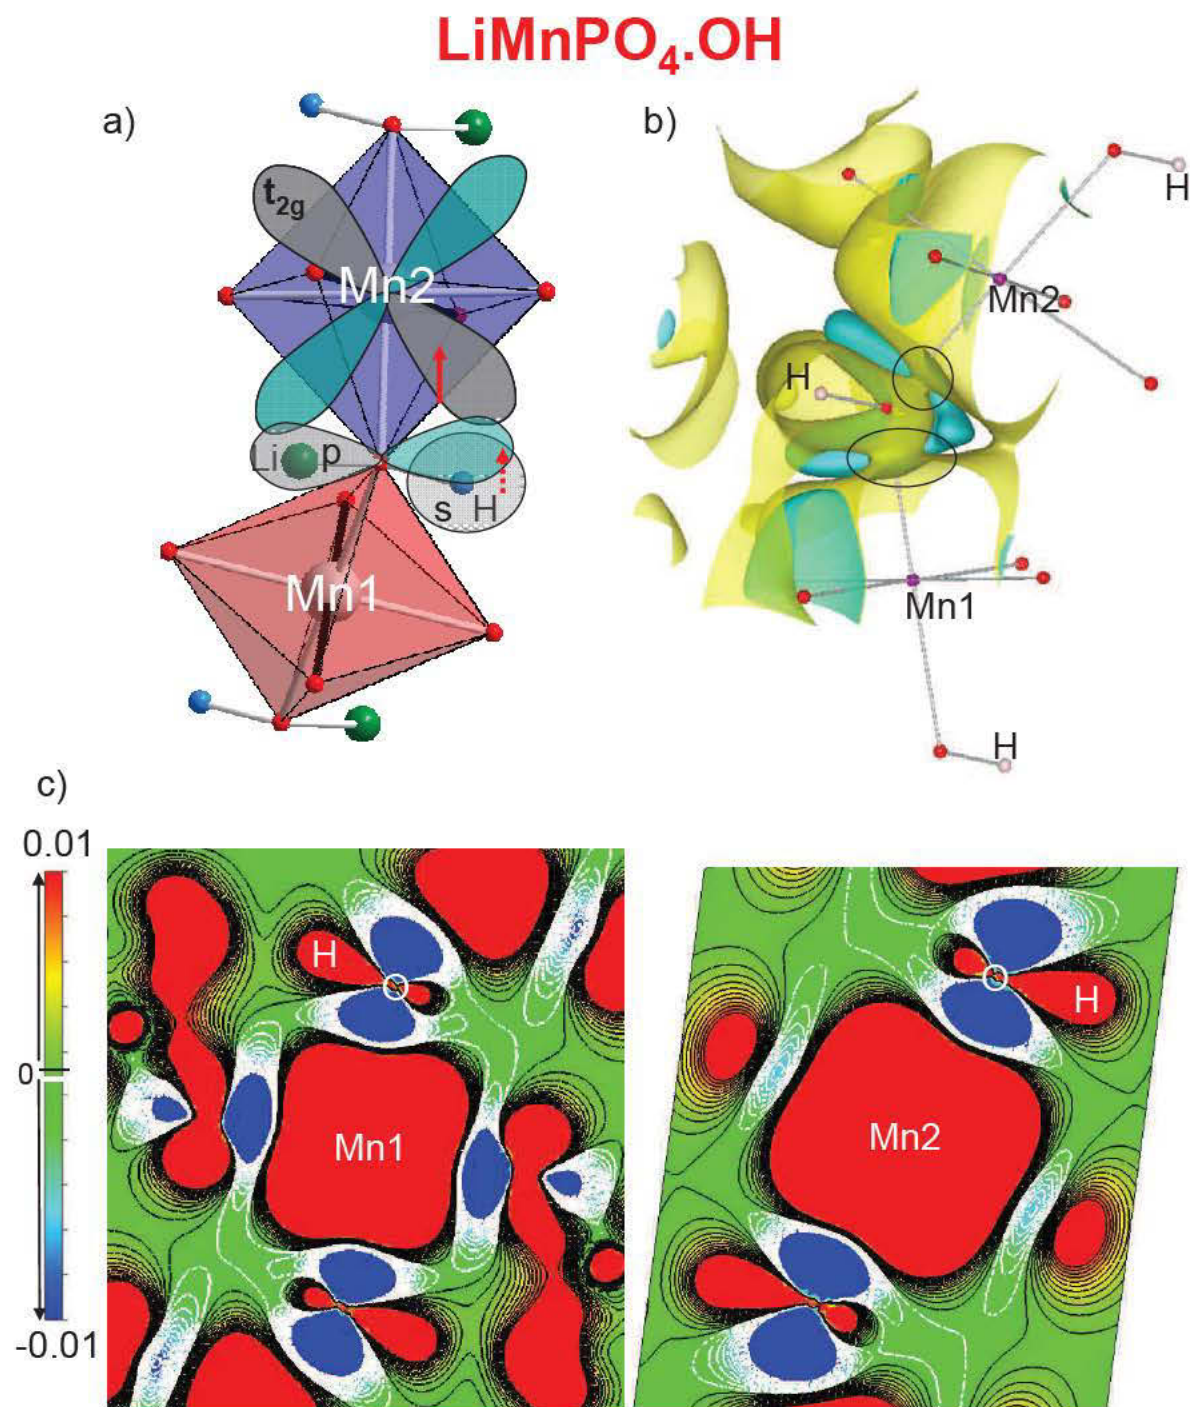 LiMnPO₄.OH
a)
b)
t₂g
Mn2
Li p
s H
Mn1
H
Mn2
H
Mn1
H
c)
0.01
0
-0.01
H
Mn1
H
Mn2